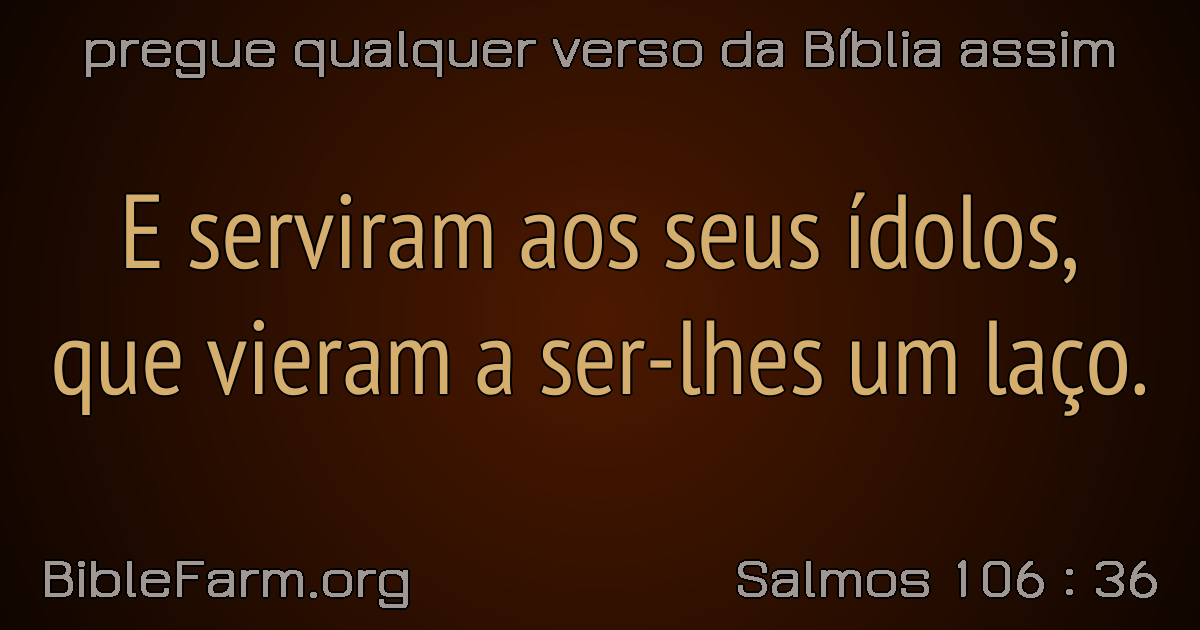 pregue qualquer verso da Bíblia assim
E serviram aos seus ídolos,
que vieram a ser-lhes um laço.
BibleFarm.org
Salmos 106 : 36